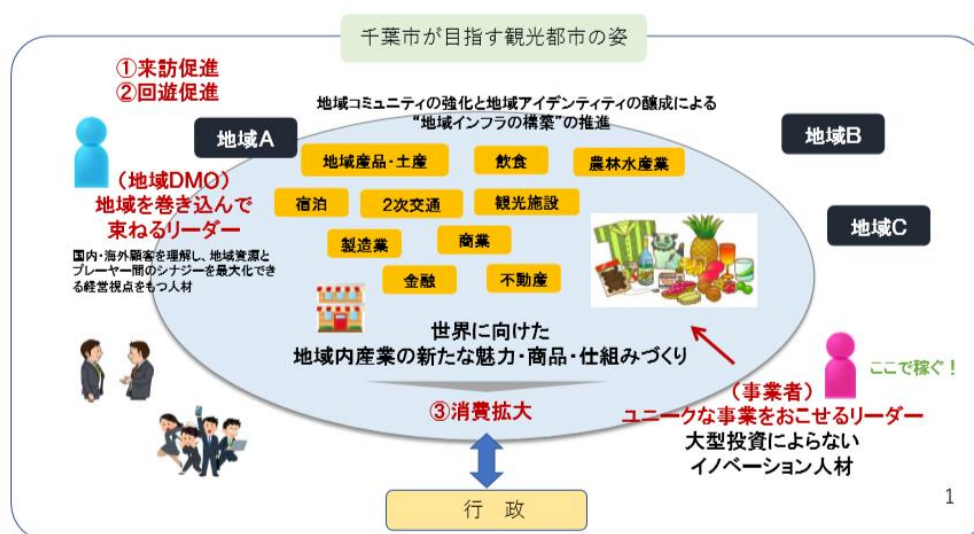 千葉市が目指す観光都市の姿
①来訪促進
②回遊促進
地域コミュニティの強化と地域アイデンティティの醸成による
“地域インフラの構築”の推進
地域A
地域B
地域C
地域産品・土産
飲食
農林水産業
宿泊
2次交通
観光施設
製造業
商業
金融
不動産
（地域DMO）
地域を巻き込んで
束ねるリーダー
国内・海外顧客を理解し、地域資源と
プレーヤー間のシナジーを最大化でき
る経営視点をもつ人材
世界に向けた
地域内産業の新たな魅力・商品・仕組みづくり
③消費拡大
ここで稼ぐ！
（事業者）
ユニークな事業をおこせるリーダー
大型投資によらない
イノベーション人材
行　政
1